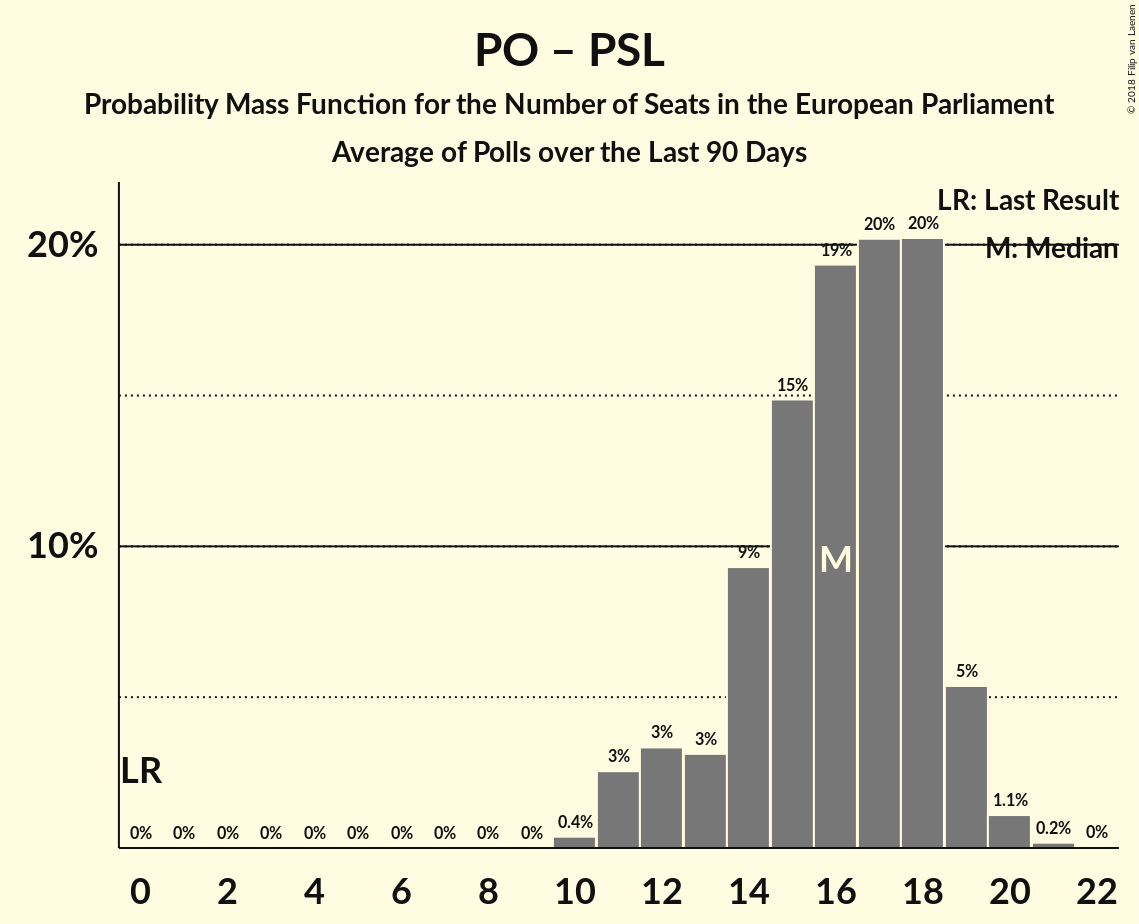 PO – PSL
Probability Mass Function for the Number of Seats in the European Parliament
Average of Polls over the Last 90 Days
© 2018 Filip van Laenen
LR: Last Result
M: Median
20%
10%
0% 0% 0% 0% 0% 0% 0% 0% 0% 0% 0.4% 3% 3% 3% 9% 15% 19% 20% 20% 5% 1.1% 0.2% 0%
LR
M
0 2 4 6 8 10 12 14 16 18 20 22